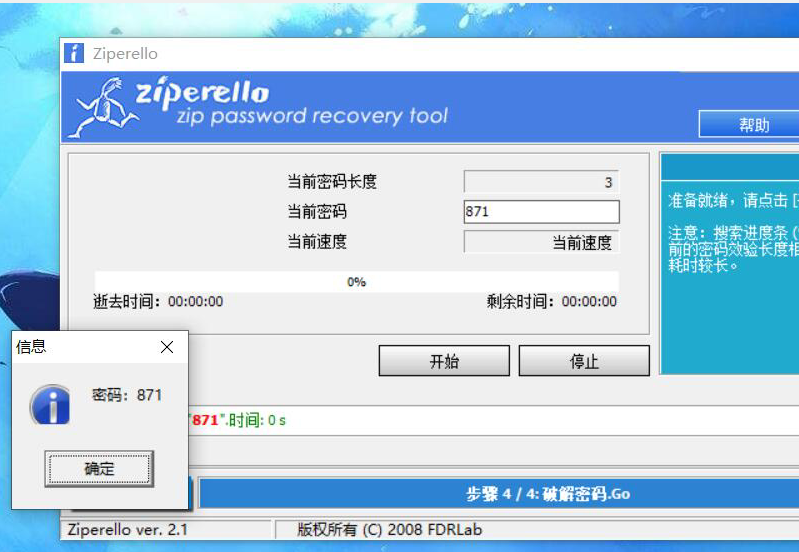 Ziperello
ziperello
zip password recovery tool
帮助
当前密码长度 3
当前密码 871
当前速度 当前速度
0%
逝去时间：00:00:00 剩余时间：00:00:00
准备就绪，请点击 [
注意：搜索进度条 (
前的密码效验长度相
耗时较长。
开始 停止
信息
密码：871
确定
"871".时间: 0 s
步骤 4 / 4: 破解密码.Go
Ziperello ver. 2.1 版权所有 (C) 2008 FDRLab